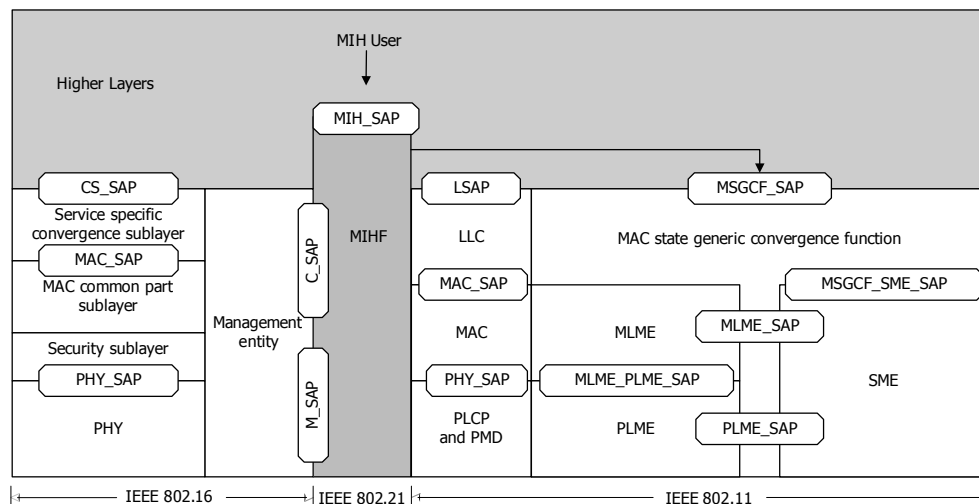 MIH User
Higher Layers
MIH_SAP
CS_SAP
LSAP
MSGCF_SAP
Service specific
convergence sublayer
C_SAP
MIHF
LLC
MAC state generic convergence function
MAC_SAP
MAC_SAP
MSGCF_SME_SAP
MAC common part
sublayer
Management
entity
MAC
MLME
MLME_SAP
Security sublayer
PHY_SAP
M_SAP
PHY_SAP
MLME_PLME_SAP
SME
PHY
PLCP
and PMD
PLME
PLME_SAP
IEEE 802.16
IEEE 802.21
IEEE 802.11